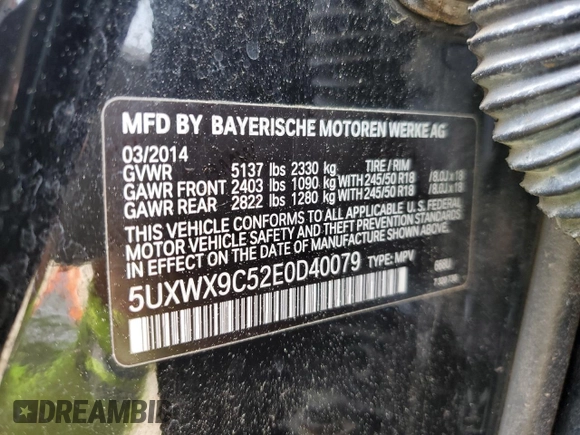 MFD BY BAYERISCHE MOTOREN WERKE AG
03/2014
GVWR 5137 lbs 2330 kg TIRE / RIM
GAWR FRONT 2403 lbs 1090 kg WITH 245/50 R18 / 8.0J x 18
GAWR REAR 2822 lbs 1280 kg WITH 245/50 R18 / 8.0J x 18
THIS VEHICLE CONFORMS TO ALL APPLICABLE U.S. FEDERAL
MOTOR VEHICLE SAFETY AND THEFT PREVENTION STANDARDS
IN EFFECT ON THE DATE OF MANUFACTURE SHOWN ABOVE.
5UXWX9C52E0D40079 TYPE: MPV
DREAMBID